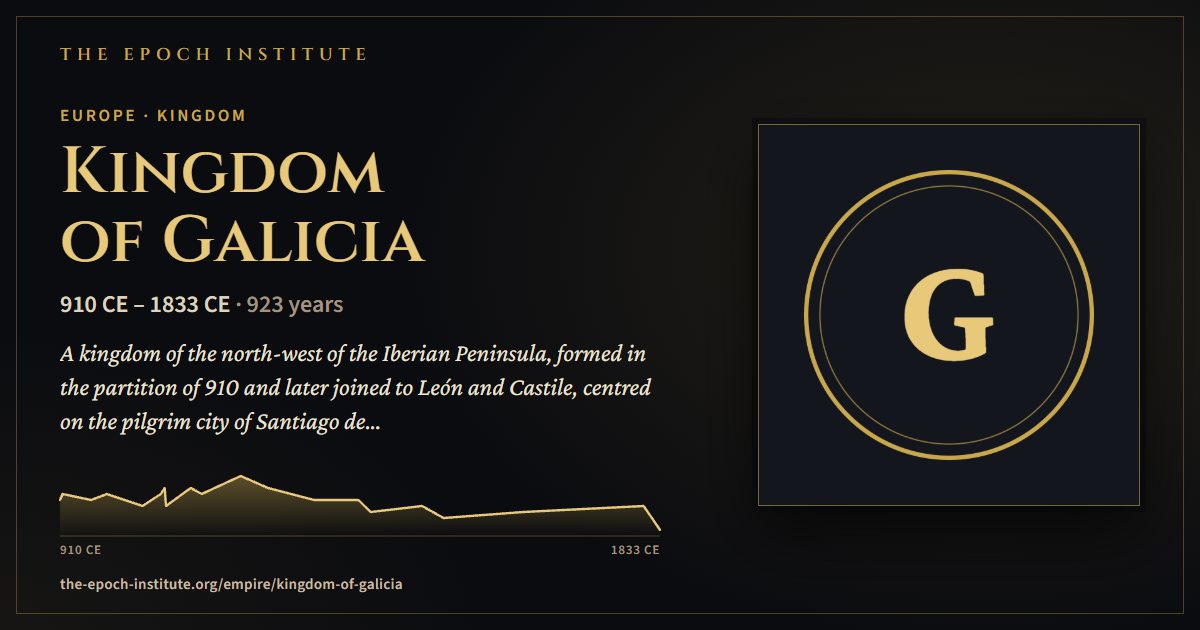 THE EPOCH INSTITUTE
EUROPE · KINGDOM
KINGDOM
OF GALICIA
910 CE – 1833 CE · 923 years
A kingdom of the north-west of the Iberian Peninsula, formed in
the partition of 910 and later joined to León and Castile, centred
on the pilgrim city of Santiago de...
G
910 CE
1833 CE
the-epoch-institute.org/empire/kingdom-of-galicia